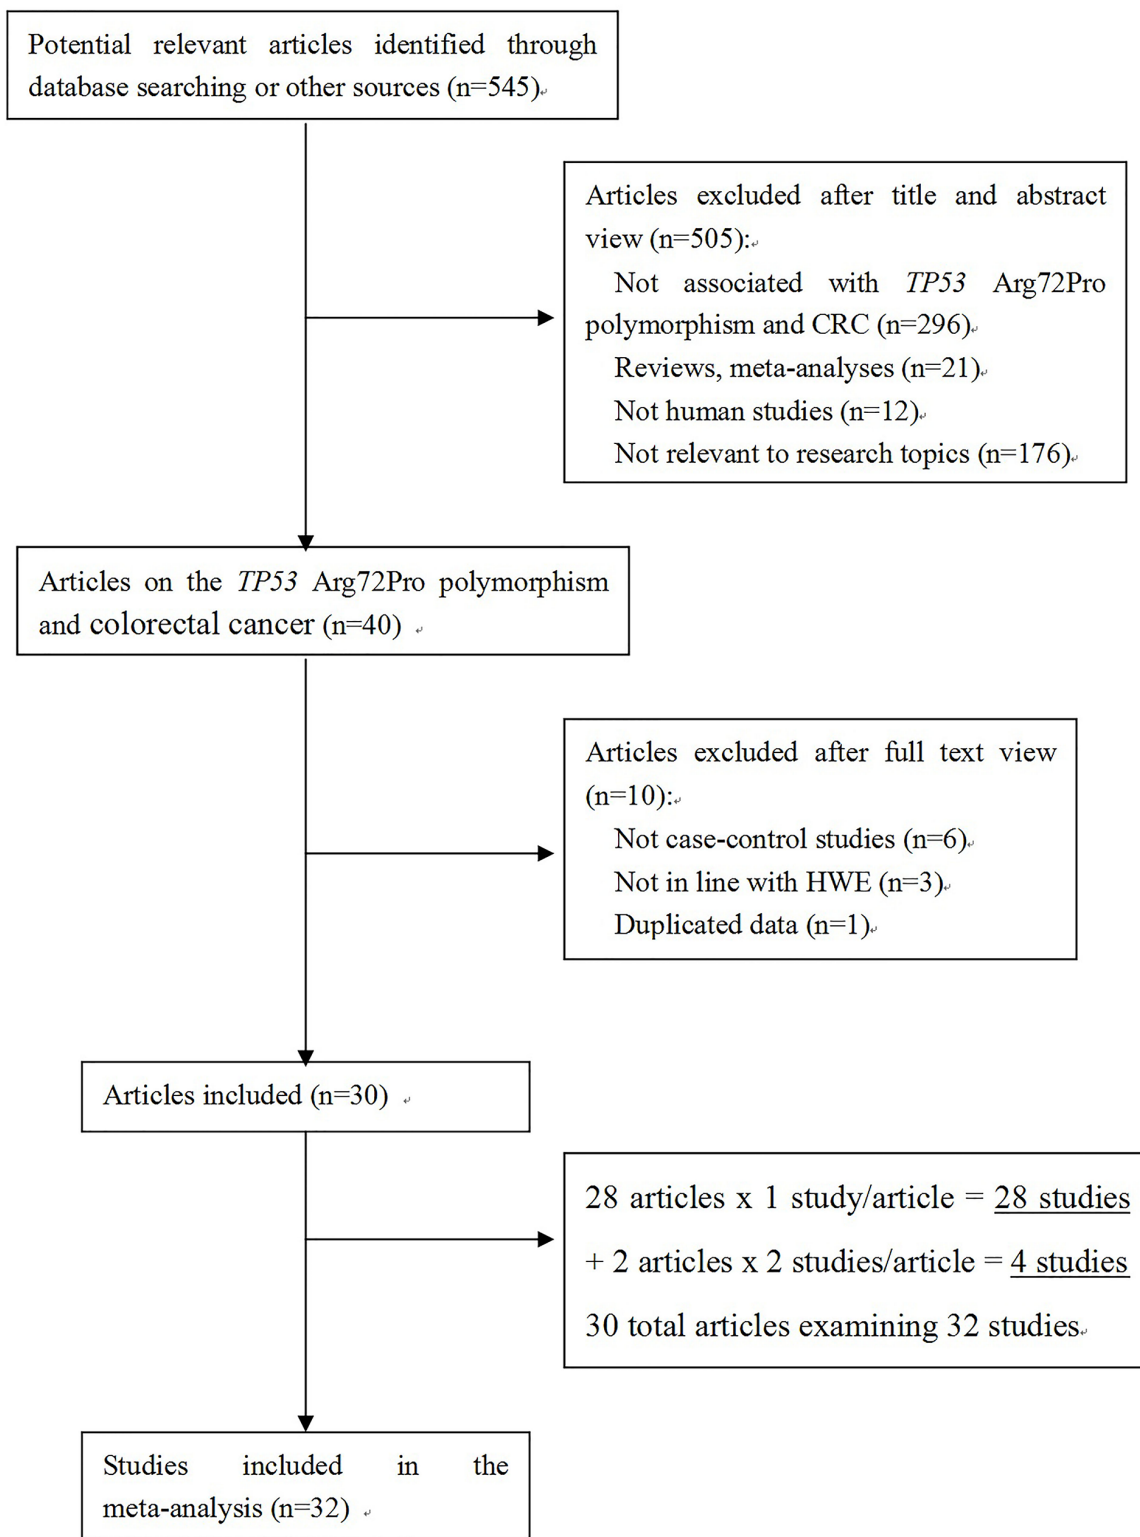 Potential relevant articles identified through
database searching or other sources (n=545)
Articles excluded after title and abstract
view (n=505):
Not associated with TP53 Arg72Pro
polymorphism and CRC (n=296)
Reviews, meta-analyses (n=21)
Not human studies (n=12)
Not relevant to research topics (n=176)
Articles on the TP53 Arg72Pro polymorphism
and colorectal cancer (n=40)
Articles excluded after full text view
(n=10):
Not case-control studies (n=6)
Not in line with HWE (n=3)
Duplicated data (n=1)
Articles included (n=30)
28 articles x 1 study/article = 28 studies
+ 2 articles x 2 studies/article = 4 studies
30 total articles examining 32 studies
Studies included in the
meta-analysis (n=32)